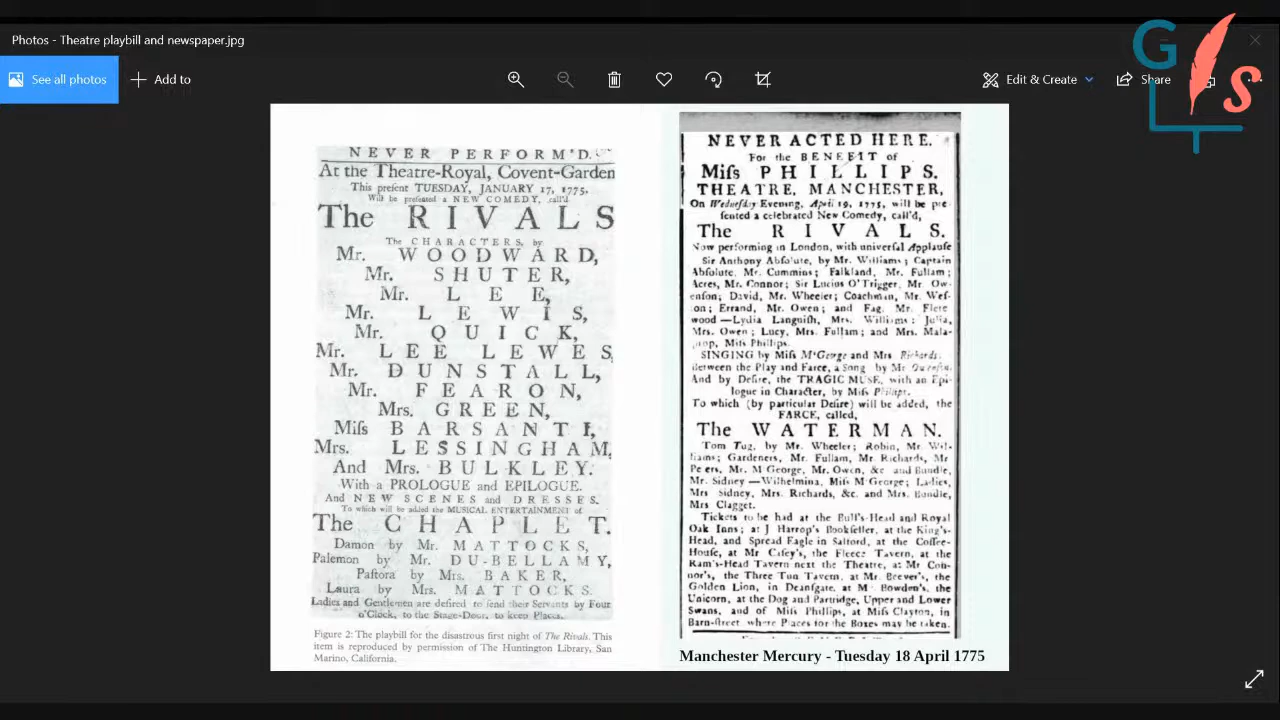 Photos - Theatre playbill and newspaper.jpg
See all photos
Add to
Edit & Create
Share
G
S
NEVER PERFORM'D.
At the Theatre-Royal, Covent-Garden
This preſent TUESDAY, JANUARY 17, 1775,
Will be preſented a NEW COMEDY, call'd
The RIVALS
The CHARACTERS, by
Mr. WOODWARD,
Mr. SHUTER,
Mr. LEE,
Mr. LEWIS,
Mr. QUICK,
Mr. LEE LEWES,
Mr. DUNSTALL,
Mr. FEARON,
Mrs. GREEN,
Miſs BARSANTI,
Mrs. LESSINGHAM,
And Mrs. BULKLEY.
With a PROLOGUE and EPILOGUE.
And NEW SCENES and DRESSES.
To which will be added the MUSICAL ENTERTAINMENT of
The CHAPLET.
Damon by Mr. MATTOCKS,
Palemon by Mr. DU-BELLAMY,
Paſtora by Mrs. BAKER,
Laura by Mrs. MATTOCKS.
Ladies and Gentlemen are deſired to ſend their Servants by Four
o'Clock, to the Stage-Door, to keep Places.
Figure 2: The playbill for the disastrous first night of The Rivals. This
item is reproduced by permission of The Huntington Library, San
Marino, California.
NEVER ACTED HERE.
For the BENEFIT of
Miſs PHILLIPS.
THEATRE, MANCHESTER,
On Wedneſday Evening, April 19, 1775, will be pre-
ſented a celebrated New Comedy, call'd,
The RIVALS.
Now performing in London, with univerſal Applauſe
Sir Anthony Abſolute, by Mr. Williams; Captain
Abſolute, Mr. Cummins; Falkland, Mr. Fullam;
Acres, Mr. Connor; Sir Lucius O'Trigger, Mr Ow-
enſon; David, Mr. Wheeler; Coachman, Mr. Weſ-
ton; Errand, Mr. Owen; and Fag, Mr. Fleet-
wood—Lydia Languiſh, Mrs. Williams; Julia,
Mrs. Owen; Lucy, Mrs. Fullam; and Mrs. Mala-
prop, Miſs Phillips.
SINGING by Miſs M'George and Mrs Richards.
Between the Play and Farce, a Song by Mr Owenſon.
And by Deſire, the TRAGIC MUSE, with an Epi-
logue in Character, by Miſs Phillips.
To which (by particular Deſire) will be added, the
FARCE, called,
The WATERMAN.
Tom Tug, by Mr. Wheeler; Robin, Mr. Wil-
liams; Gardeners, Mr. Fullam, Mr. Richards, Mr
Peters, Mr. M'George, Mr. Owen, &c and Bundle,
Mr. Sidney—Wilhelmina, Miſs M'George; Ladies,
Mrs Sidney, Mrs. Richards, &c. and Mrs. Bundle,
Mrs Clagget.
Tickets to be had at the Bull's-Head and Royal
Oak Inns; at J Harrop's Bookſeller, at the King's-
Head, and Spread Eagle in Salford, at the Coffee-
Houſe, at Mr Caſey's, the Fleece Tavern, at the
Ram's-Head Tavern next the Theatre, at Mr Con-
nor's, the Three Tun Tavern, at Mr. Brever's, the
Golden Lion, in Deanſgate, at Mr Bowden's, the
Unicorn, at the Dog and Partridge, Upper and Lower
Swans, and of Miſs Phillips, at Miſs Clayton, in
Barn-ſtreet where Places for the Boxes may be taken.
Manchester Mercury - Tuesday 18 April 1775